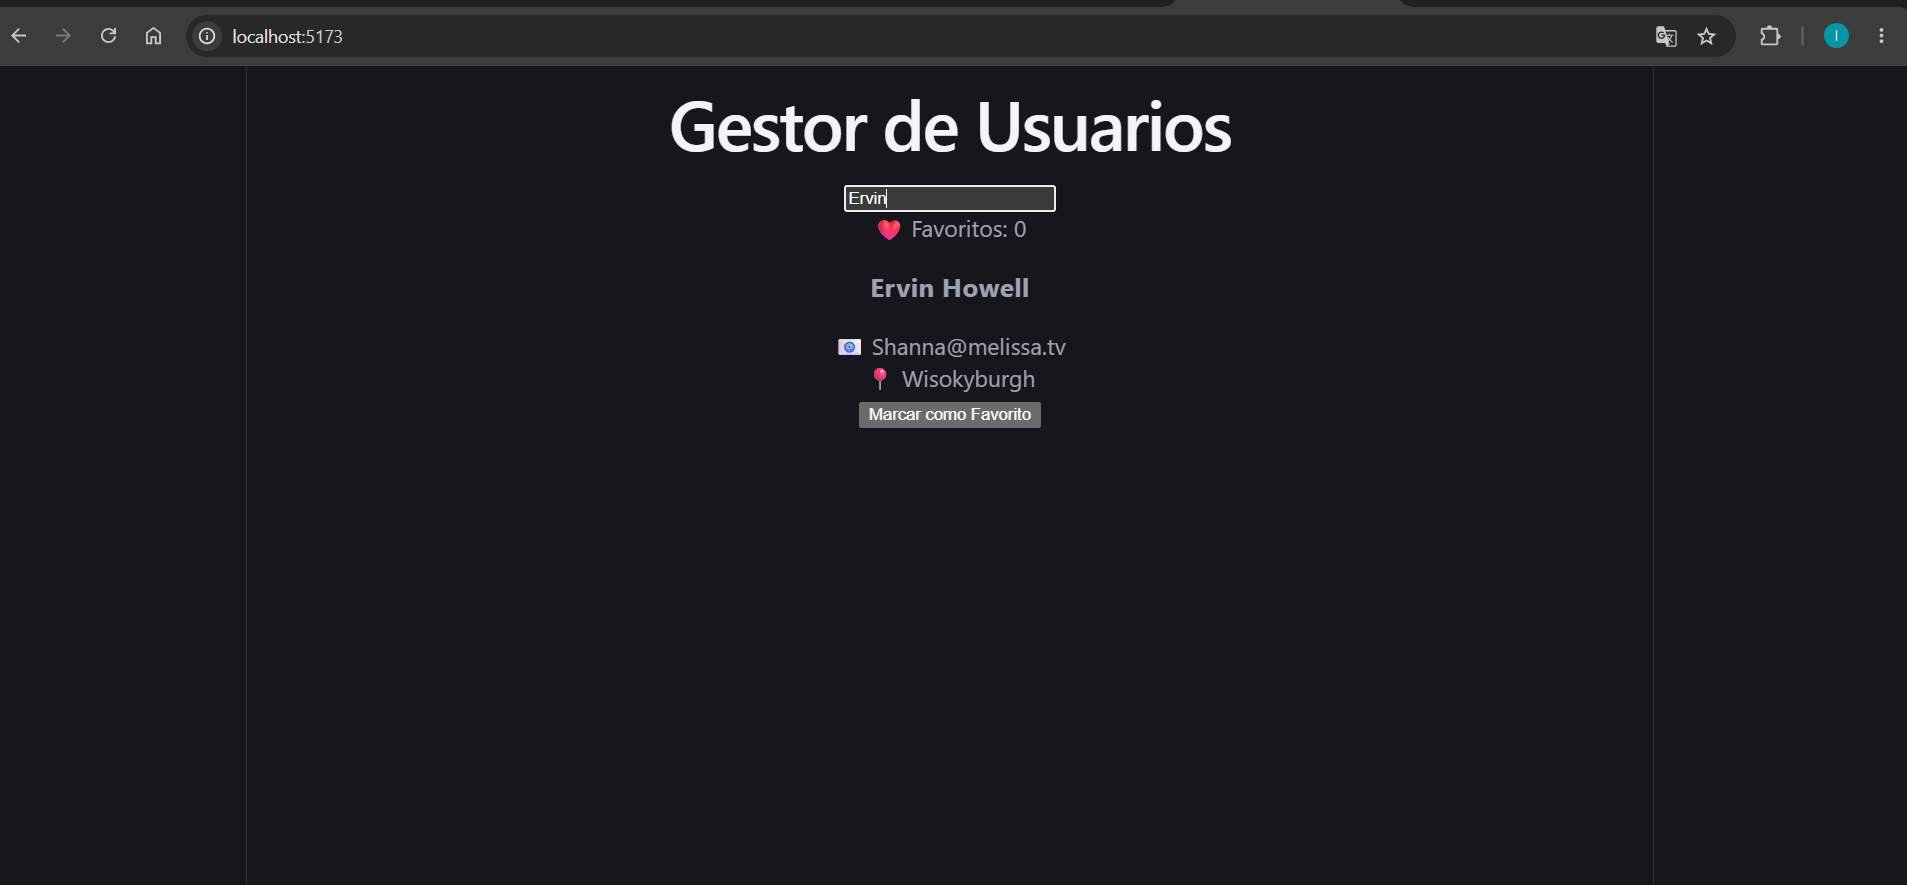 localhost:5173
I
Gestor de Usuarios
Ervin
Favoritos: 0
Ervin Howell
Shanna@melissa.tv
Wisokyburgh
Marcar como Favorito